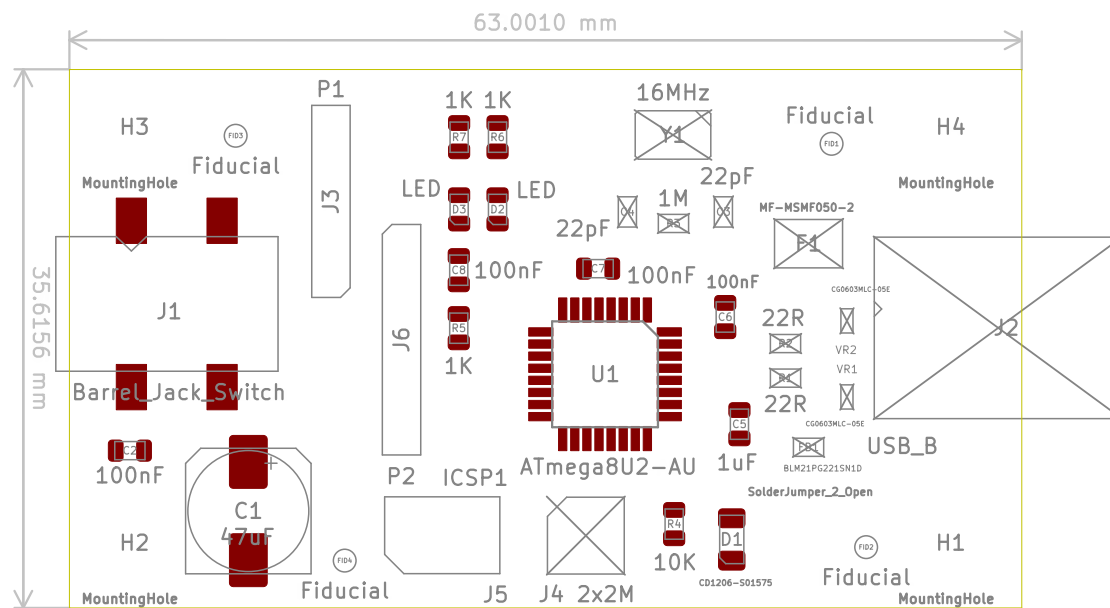 63.0010 mm
35.6156 mm
H3
MountingHole
FID3
Fiducial
P1
J3
1K
1K
R7
R6
LED
LED
D3
D2
C8
100nF
R5
1K
16MHz
Y1
22pF
C4
1M
R3
22pF
C3
C7
100nF
Fiducial
FID1
H4
MountingHole
MF-MSMF050-2
F1
100nF
C6
CG0603MLC-05E
22R
R2
VR2
VR1
R1
22R
CG0603MLC-05E
J2
USB_B
J1
Barrel_Jack_Switch
C2
100nF
J6
P2
U1
ATmega8U2-AU
C5
1uF
FB1
BLM21PG221SN1D
SolderJumper_2_Open
C1
47uF
H2
MountingHole
FID4
Fiducial
ICSP1
J5
J4
2x2M
R4
10K
D1
CD1206-S01575
FID2
Fiducial
H1
MountingHole